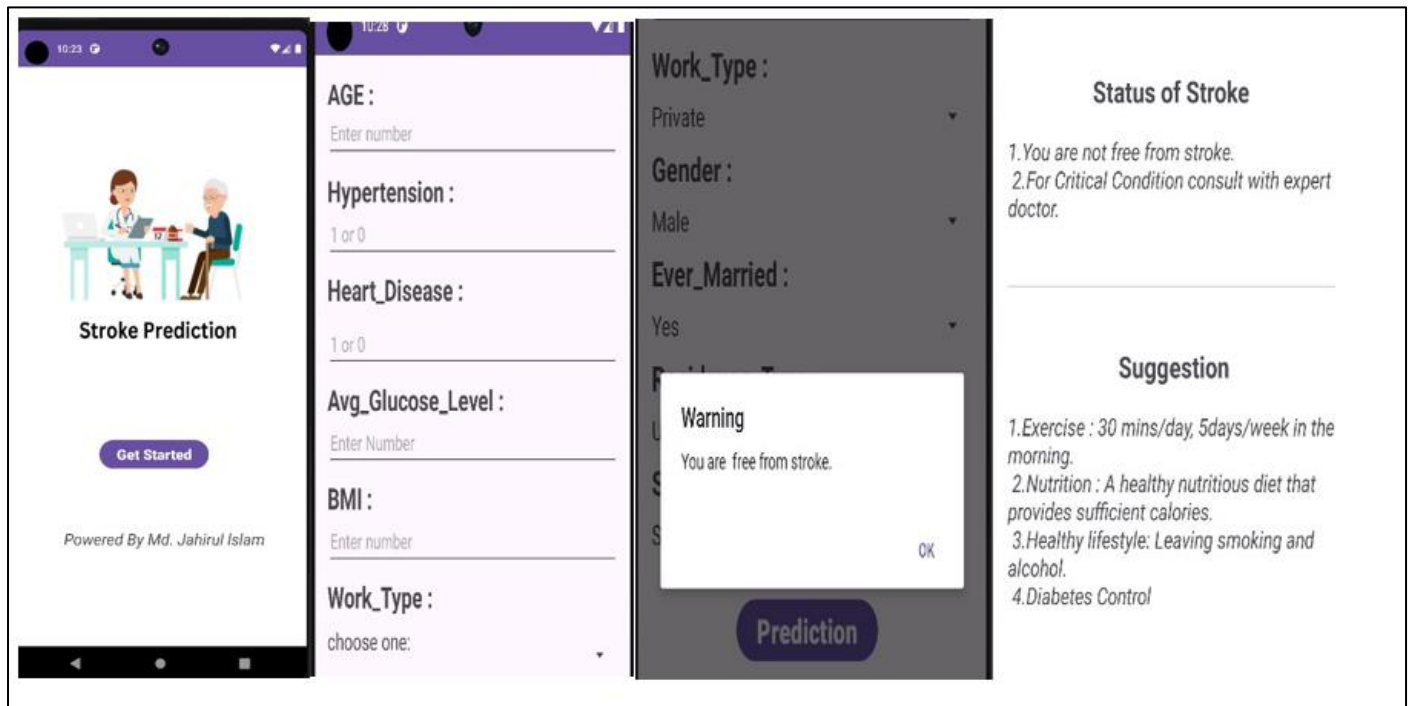 10:23
Stroke Prediction
Get Started
Powered By Md. Jahirul Islam
10:28
AGE :
Enter number
Hypertension :
1 or 0
Heart_Disease :
1 or 0
Avg_Glucose_Level :
Enter Number
BMI :
Enter number
Work_Type :
choose one:
Work_Type :
Private
Gender :
Male
Ever_Married :
Yes
Warning
You are free from stroke.
OK
Prediction
Status of Stroke
1.You are not free from stroke.
2.For Critical Condition consult with expert
doctor.
Suggestion
1.Exercise : 30 mins/day, 5days/week in the
morning.
2.Nutrition : A healthy nutritious diet that
provides sufficient calories.
3.Healthy lifestyle: Leaving smoking and
alcohol.
4.Diabetes Control